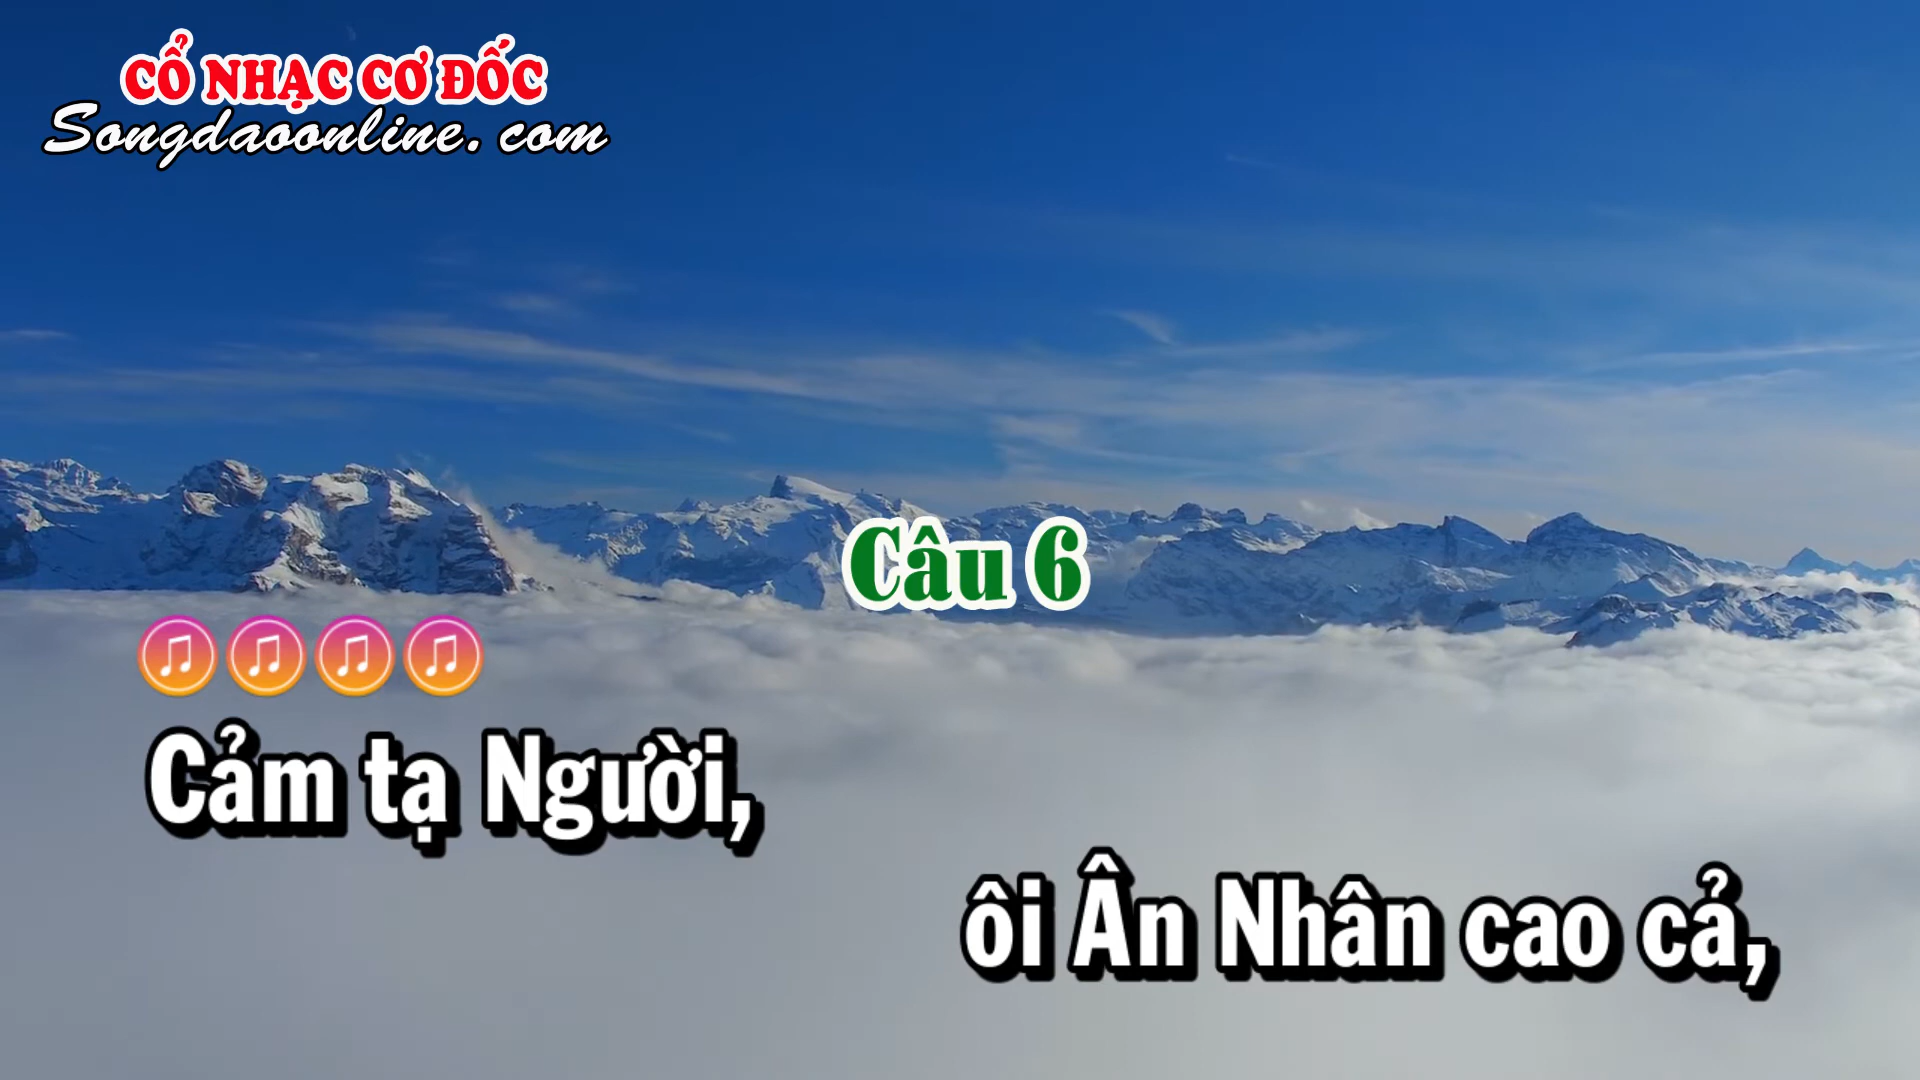 CỔ NHẠC CƠ ĐỐC
Songdaoonline.com
Câu 6
Cảm tạ Người,
ôi Ân Nhân cao cả,